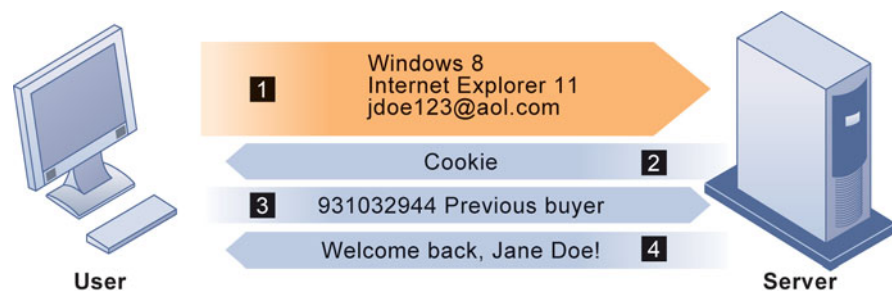 1
Windows 8
Internet Explorer 11
jdoe123@aol.com
Cookie 2
3 931032944 Previous buyer
Welcome back, Jane Doe! 4
User
Server